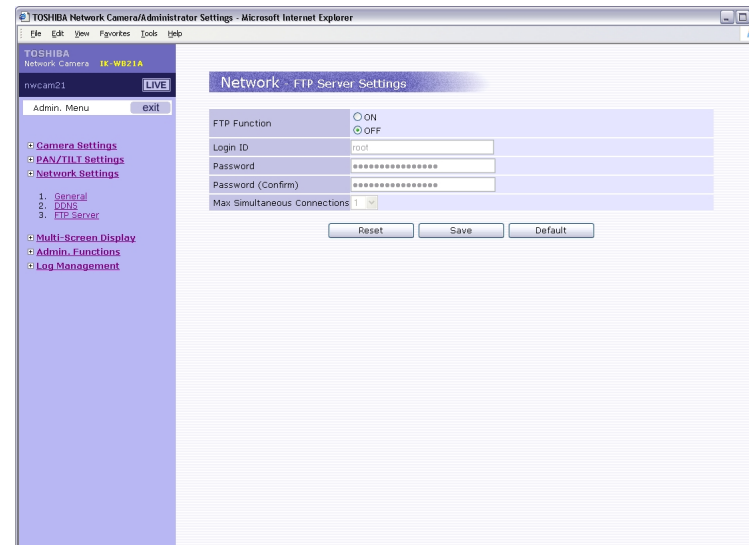 TOSHIBA Network Camera/Administrator Settings - Microsoft Internet Explorer
File Edit View Favorites Tools Help
TOSHIBA
Network Camera IK-WB21A
nwcam21 LIVE
Admin. Menu exit
Camera Settings
PAN/TILT Settings
Network Settings
1. General
2. DDNS
3. FTP Server
Multi-Screen Display
Admin. Functions
Log Management
Network - FTP Server Settings
FTP Function ON
OFF
Login ID root
Password ••••••••••••••••
Password (Confirm) ••••••••••••••••
Max Simultaneous Connections 1
Reset Save Default